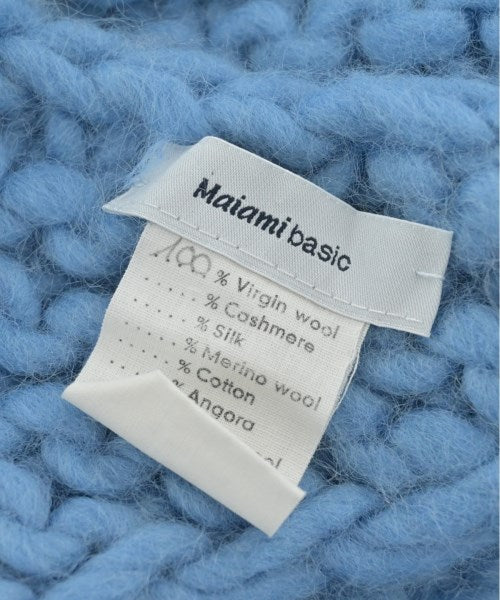 Maiami basic
100 % Virgin wool
..... % Cashmere
..... % Silk
..... % Merino wool
..... % Cotton
% Angora